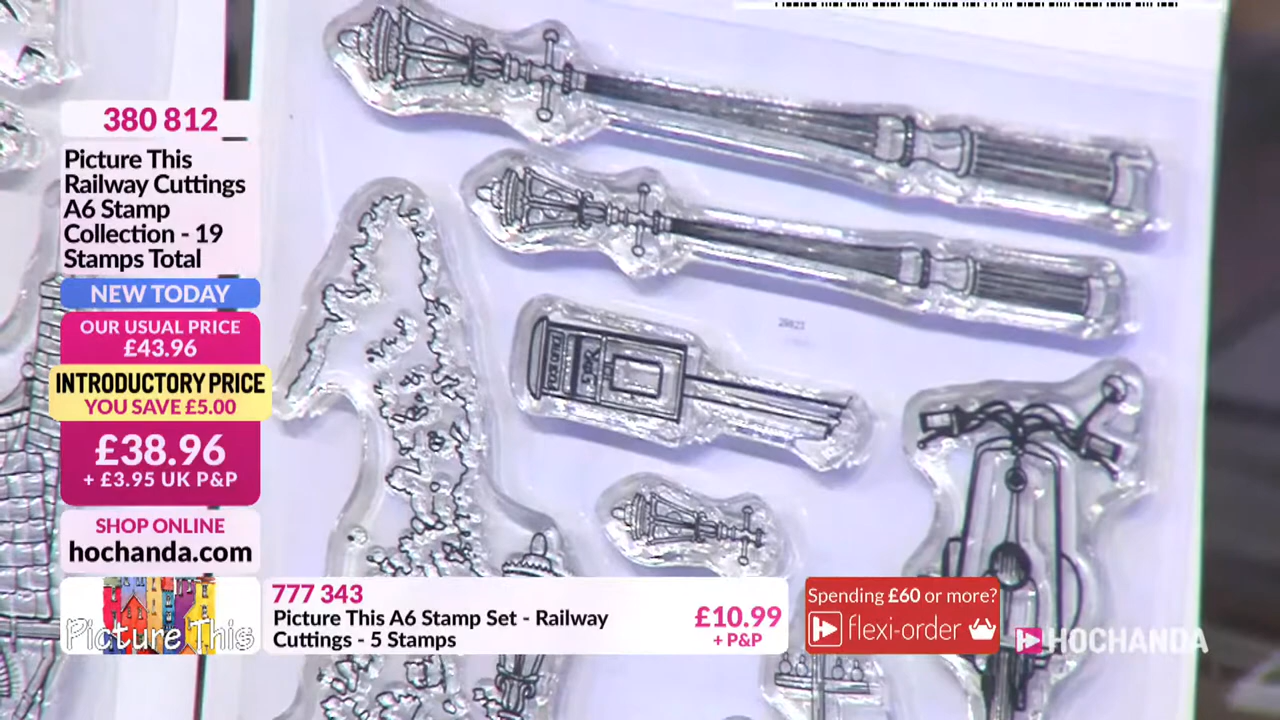 380 812
Picture This
Railway Cuttings
A6 Stamp
Collection - 19
Stamps Total
NEW TODAY
OUR USUAL PRICE
£43.96
INTRODUCTORY PRICE
YOU SAVE £5.00
£38.96
+ £3.95 UK P&P
SHOP ONLINE
hochanda.com
Picture This
777 343
Picture This A6 Stamp Set - Railway
Cuttings - 5 Stamps
£10.99
+ P&P
Spending £60 or more?
flexi-order
HOCHANDA